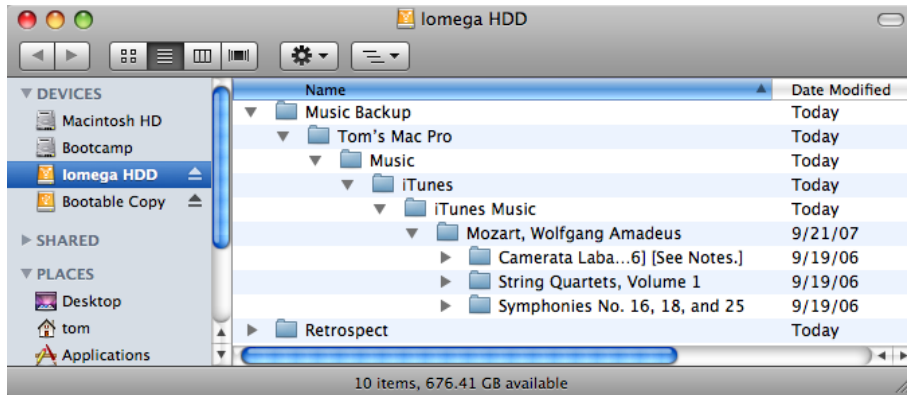 Iomega HDD
Name Date Modified
DEVICES
Macintosh HD
Bootcamp
Iomega HDD
Bootable Copy
SHARED
PLACES
Desktop
tom
Applications
Music Backup Today
Tom's Mac Pro Today
Music Today
iTunes Today
iTunes Music Today
Mozart, Wolfgang Amadeus 9/21/07
Camerata Laba...6] [See Notes.] 9/19/06
String Quartets, Volume 1 9/19/06
Symphonies No. 16, 18, and 25 9/19/06
Retrospect Today
10 items, 676.41 GB available